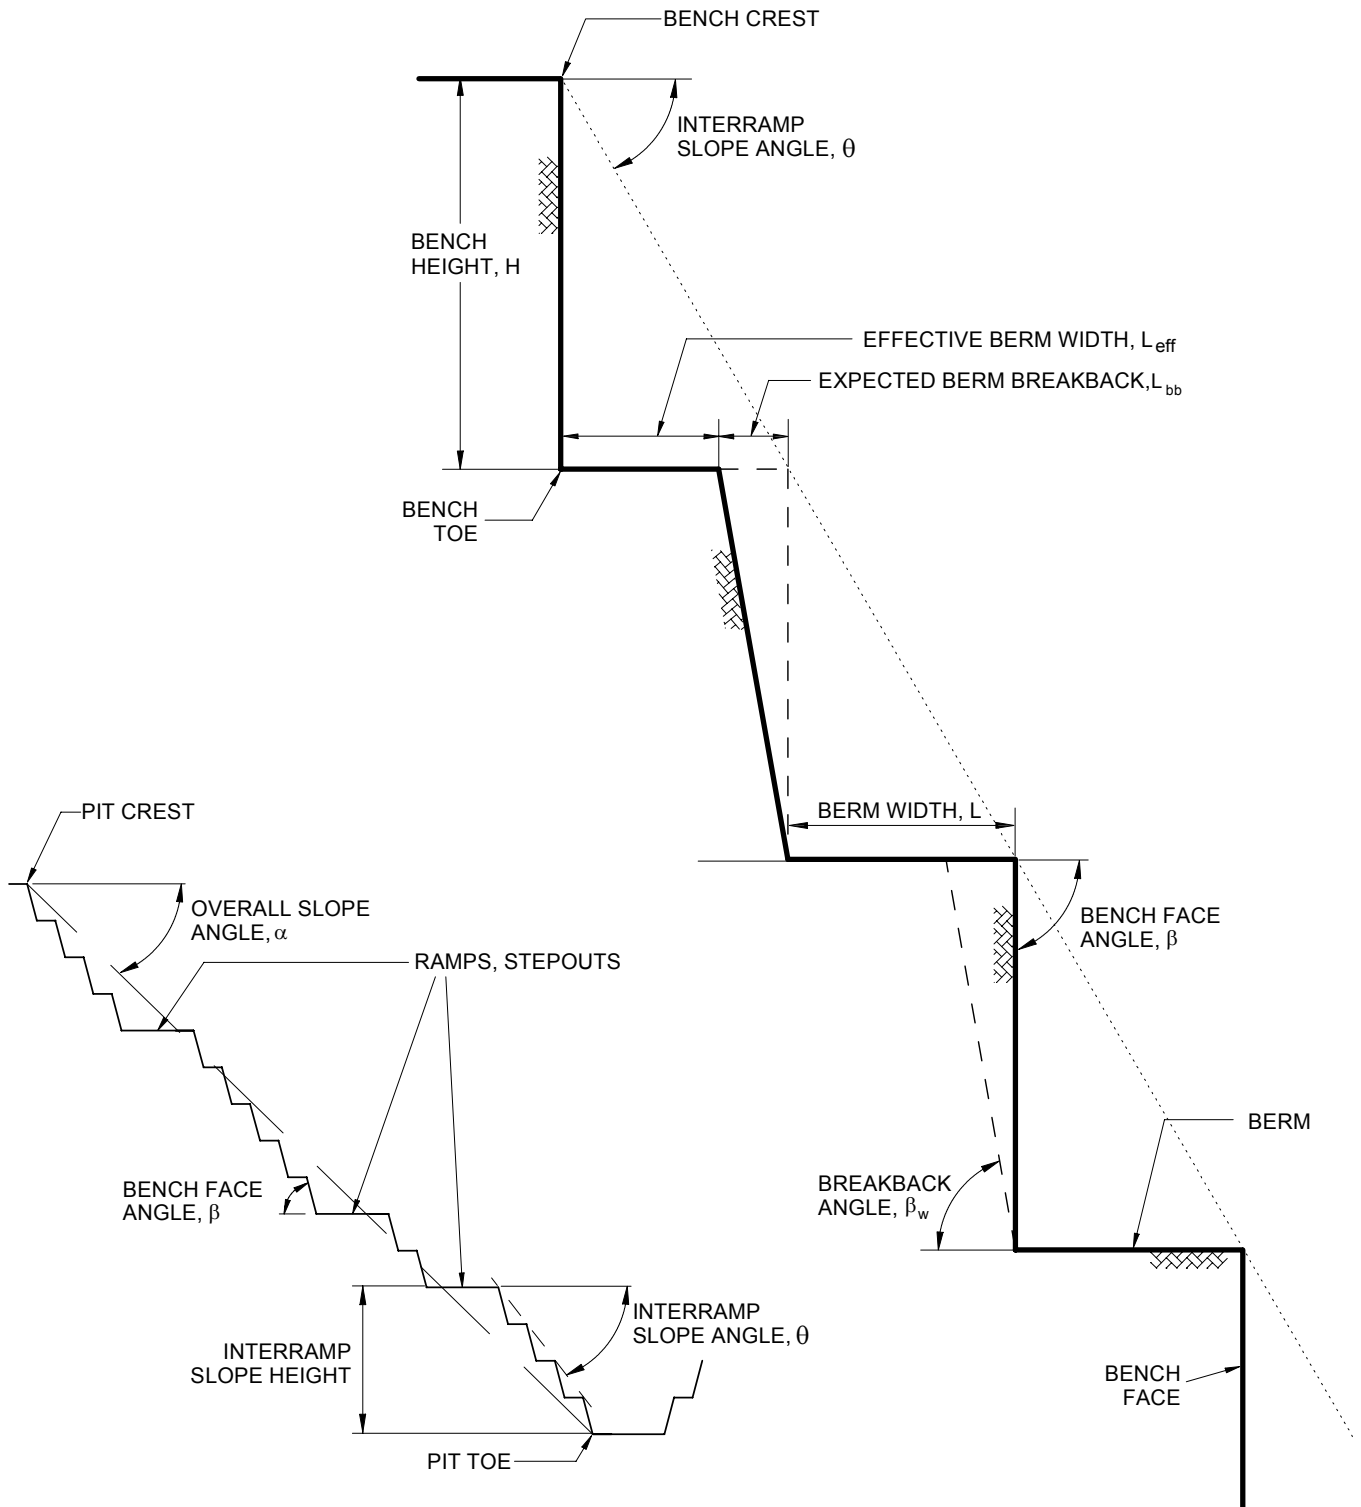 BENCH CREST
INTERRAMP
SLOPE ANGLE, θ
BENCH
HEIGHT, H
EFFECTIVE BERM WIDTH, Leff
EXPECTED BERM BREAKBACK,Lbb
BENCH
TOE
BERM WIDTH, L
BENCH FACE
ANGLE, β
BREAKBACK
ANGLE, βw
BERM
BENCH
FACE
PIT CREST
OVERALL SLOPE
ANGLE, α
RAMPS, STEPOUTS
BENCH FACE
ANGLE, β
INTERRAMP
SLOPE HEIGHT
INTERRAMP
SLOPE ANGLE, θ
PIT TOE